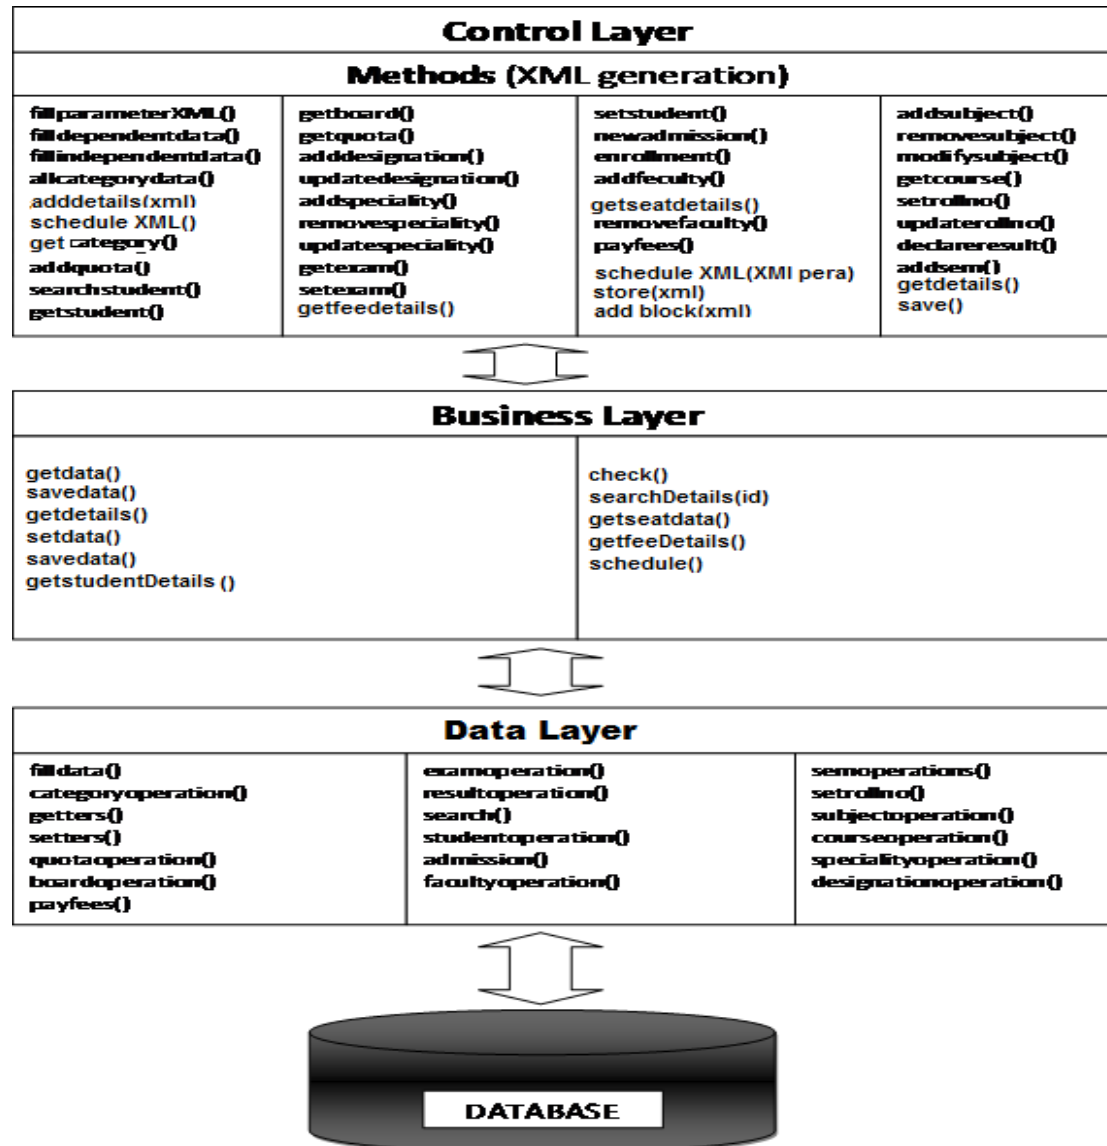 Control Layer
Methods (XML generation)
fillparameterXML()
filldependentdata()
fillindependentdata()
allcategorydata()
adddetails(xml)
schedule XML()
get category()
addquota()
searchstudent()
getstudent()
getboard()
getquota()
adddesignation()
updatedesignation()
addspeciality()
removespeciality()
updatespeciality()
getexam()
setexam()
getfeedetails()
setstudent()
newadmission()
enrollment()
addfeculty()
getseatdetails()
removefaculty()
payfees()
schedule XML(XMl pera)
store(xml)
add block(xml)
addsubject()
removesubject()
modifysubject()
getcourse()
setrollno()
updaterollno()
declareresult()
addsem()
getdetails()
save()
Business Layer
getdata()
savedata()
getdetails()
setdata()
savedata()
getstudentDetails ()
check()
searchDetails(id)
getseatdata()
getfeeDetails()
schedule()
Data Layer
filldata()
categoryoperation()
getters()
setters()
quotaoperation()
boardoperation()
payfees()
examoperation()
resultoperation()
search()
studentoperation()
admission()
facultyoperation()
semoperations()
setrollno()
subjectoperation()
courseoperation()
specialityoperation()
designationoperation()
DATABASE